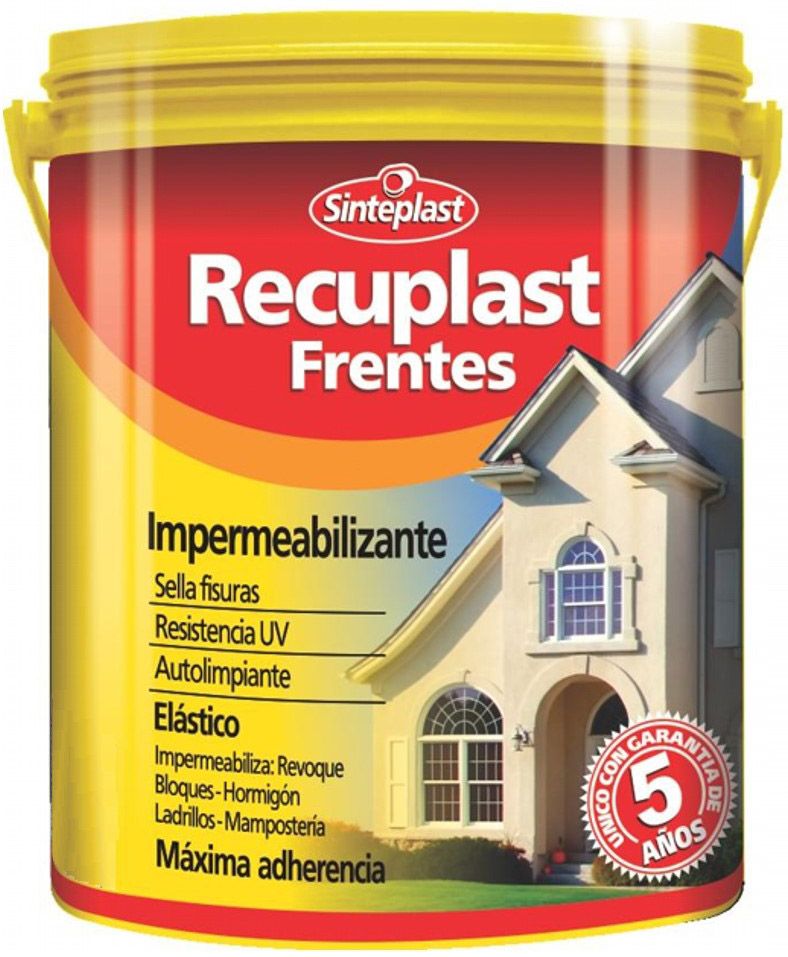 Sinteplast
Recuplast
Frentes
Impermeabilizante
Sella fisuras
Resistencia UV
Autolimpiante
Elástico
Impermeabiliza: Revoque
Bloques - Hormigón
Ladrillos - Mampostería
Máxima adherencia
UNICO CON GARANTIA DE
5
AÑOS